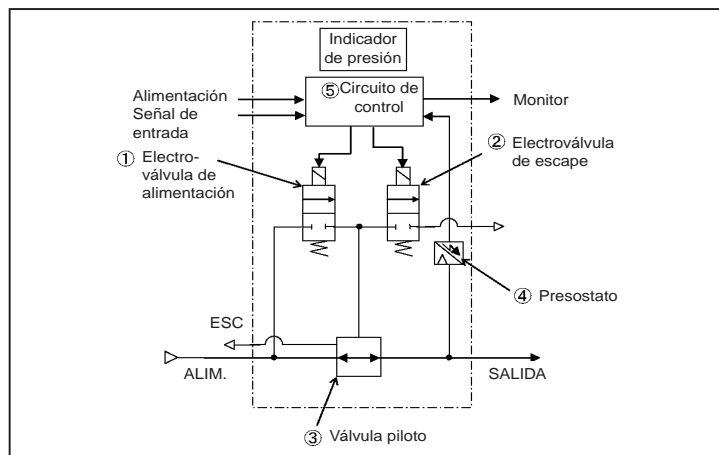 Indicador
de presión
⑤Circuito de
control
Alimentación
Señal de
entrada
Monitor
① Electro-
válvula de
alimentación
② Electroválvula
de escape
④ Presostato
ESC
ALIM.
SALIDA
③ Válvula piloto